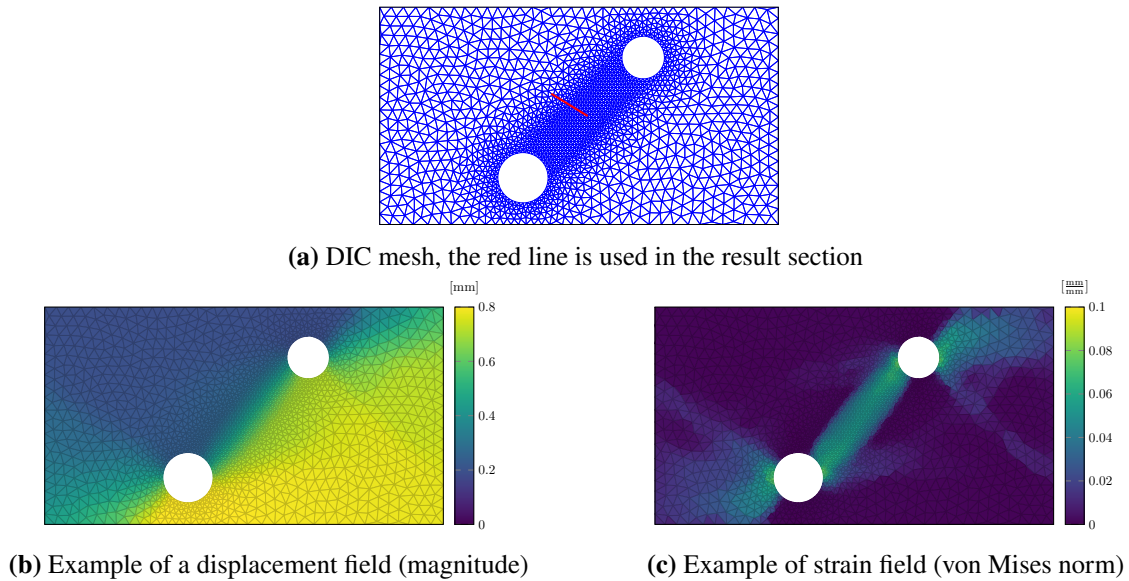 (a) DIC mesh, the red line is used in the result section
[mm]
0.8
0.6
0.4
0.2
0
[mm/mm]
0.1
0.08
0.06
0.04
0.02
0
(b) Example of a displacement field (magnitude)
(c) Example of strain field (von Mises norm)